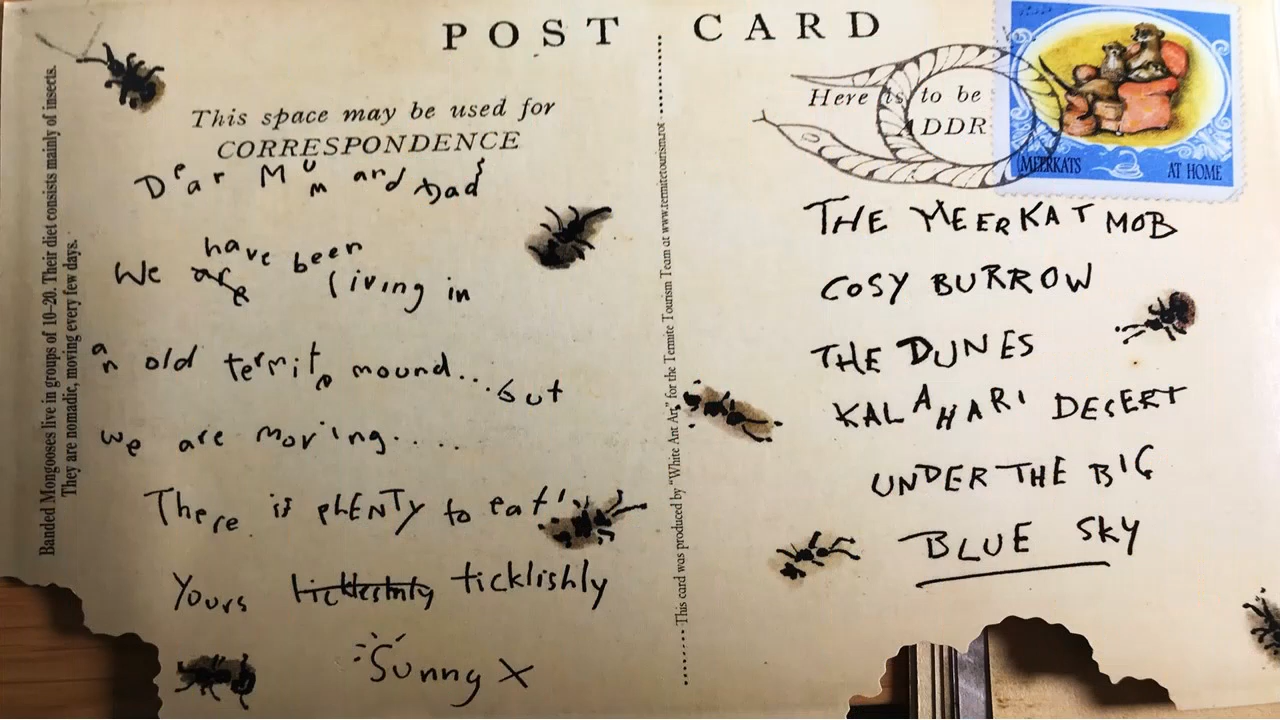 POST CARD
This space may be used for
CORRESPONDENCE
Dear Mum and Dad
We are have been living in
an old termite mound... but
we are moving.....
There is PLENTY to eat!
Yours ticklishly
Sunny X
Banded Mongooses live in groups of 10–20. Their diet consists mainly of insects.
They are nomadic, moving every few days.
This card was produced by "White Ant Art" for the Termite Tourism Team at www.termitetourism.rot
Here is to be
ADDR
MEERKATS AT HOME
THE MEERKAT MOB
COSY BURROW
THE DUNES
KALAHARI DESERT
UNDER THE BIG
BLUE SKY